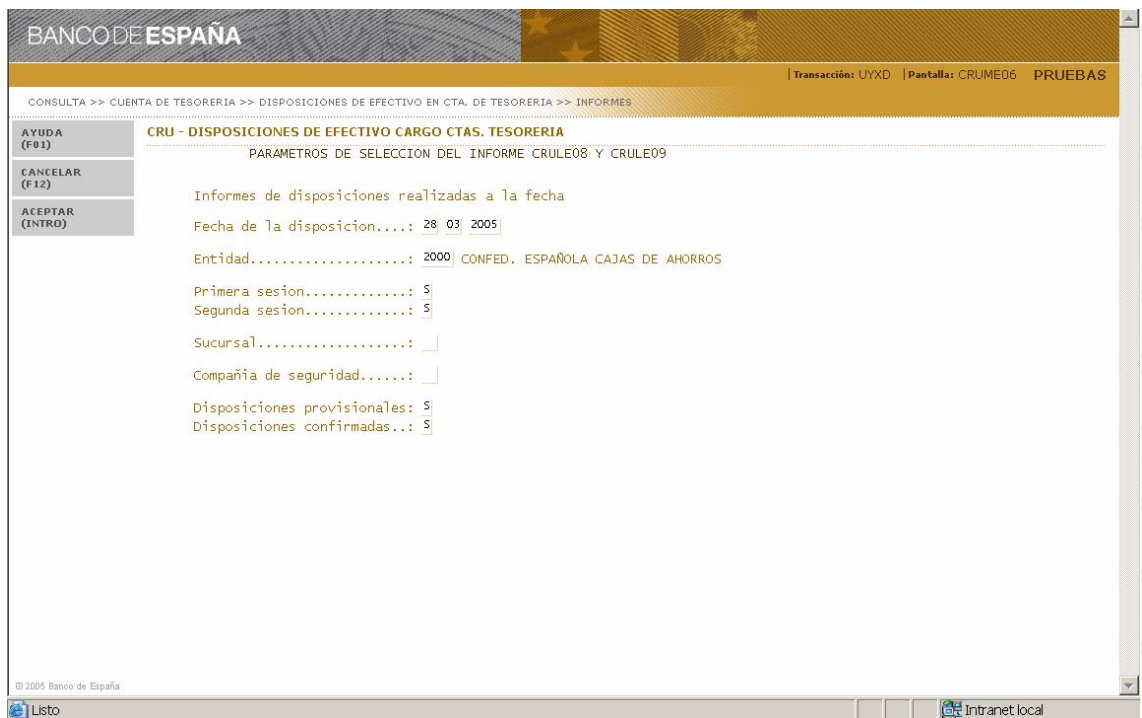 BANCODEESPAÑA
|Transacción: UYXD |Pantalla: CRUME06 PRUEBAS
CONSULTA >> CUENTA DE TESORERIA >> DISPOSICIONES DE EFECTIVO EN CTA. DE TESORERIA >> INFORMES
AYUDA
(F01)
CANCELAR
(F12)
ACEPTAR
(INTRO)
CRU - DISPOSICIONES DE EFECTIVO CARGO CTAS. TESORERIA
PARAMETROS DE SELECCION DEL INFORME CRULE08 Y CRULE09
Informes de disposiciones realizadas a la fecha
Fecha de la disposicion....: 28 03 2005
Entidad....................: 2000 CONFED. ESPAÑOLA CAJAS DE AHORROS
Primera sesion.............: S
Segunda sesion.............: S
Sucursal...................:
Compañia de seguridad......:
Disposiciones provisionales: S
Disposiciones confirmadas..: S
© 2005 Banco de España
Listo
Intranet local